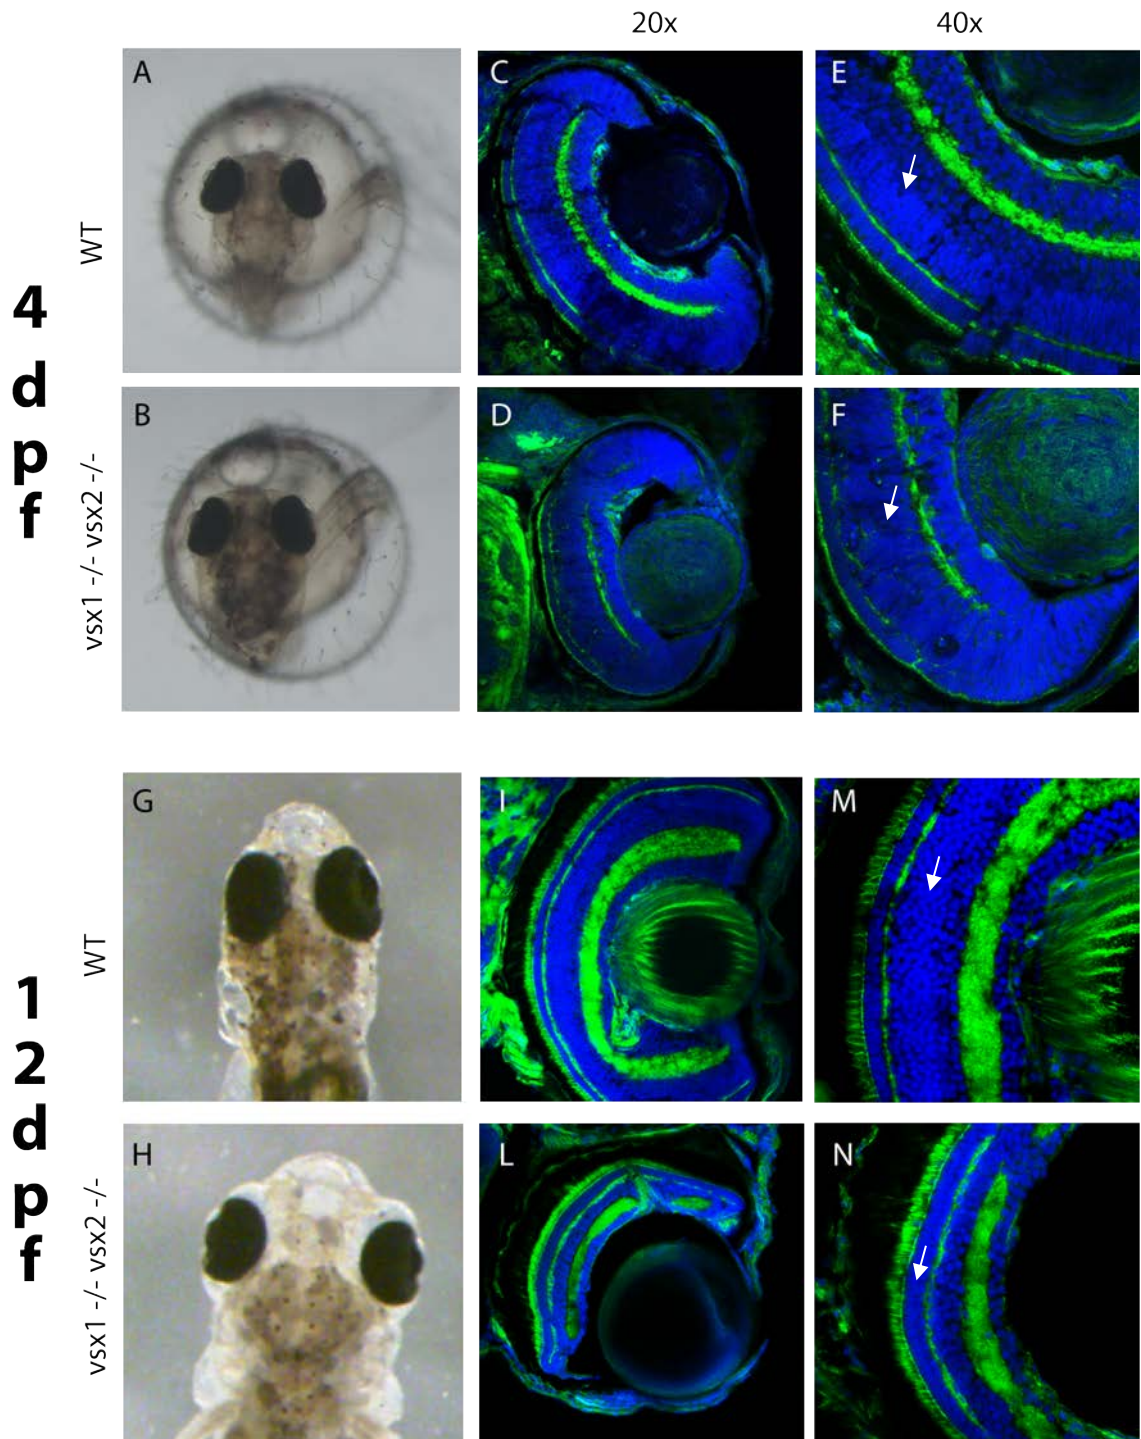 20x 40x
A C E
WT
B D F
vsx1 -/- vsx2 -/-
4
d
p
f
G I M
WT
H L N
vsx1 -/- vsx2 -/-
1
2
d
p
f